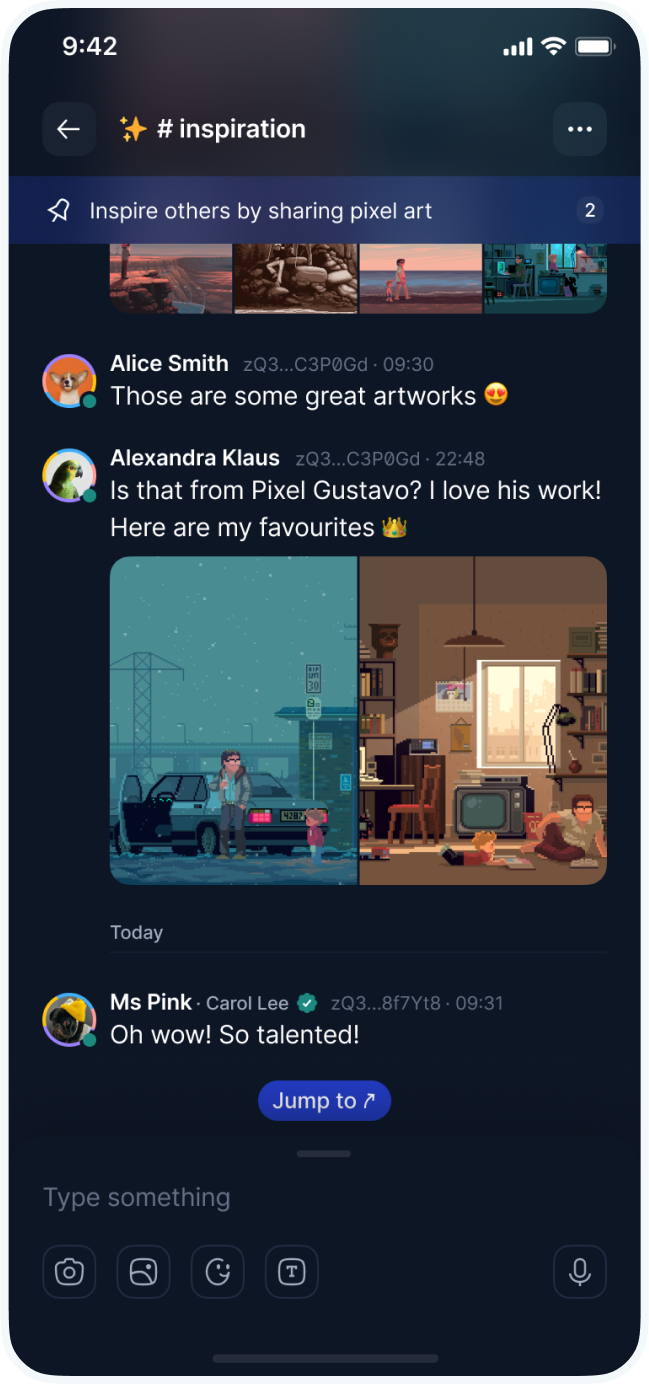 9:42
# inspiration
Inspire others by sharing pixel art
2
Alice Smith zQ3...C3P0Gd · 09:30
Those are some great artworks 😍
Alexandra Klaus zQ3...C3P0Gd · 22:48
Is that from Pixel Gustavo? I love his work!
Here are my favourites 👑
30
Today
Ms Pink · Carol Lee zQ3...8f7Yt8 · 09:31
Oh wow! So talented!
Jump to ↗
Type something
T